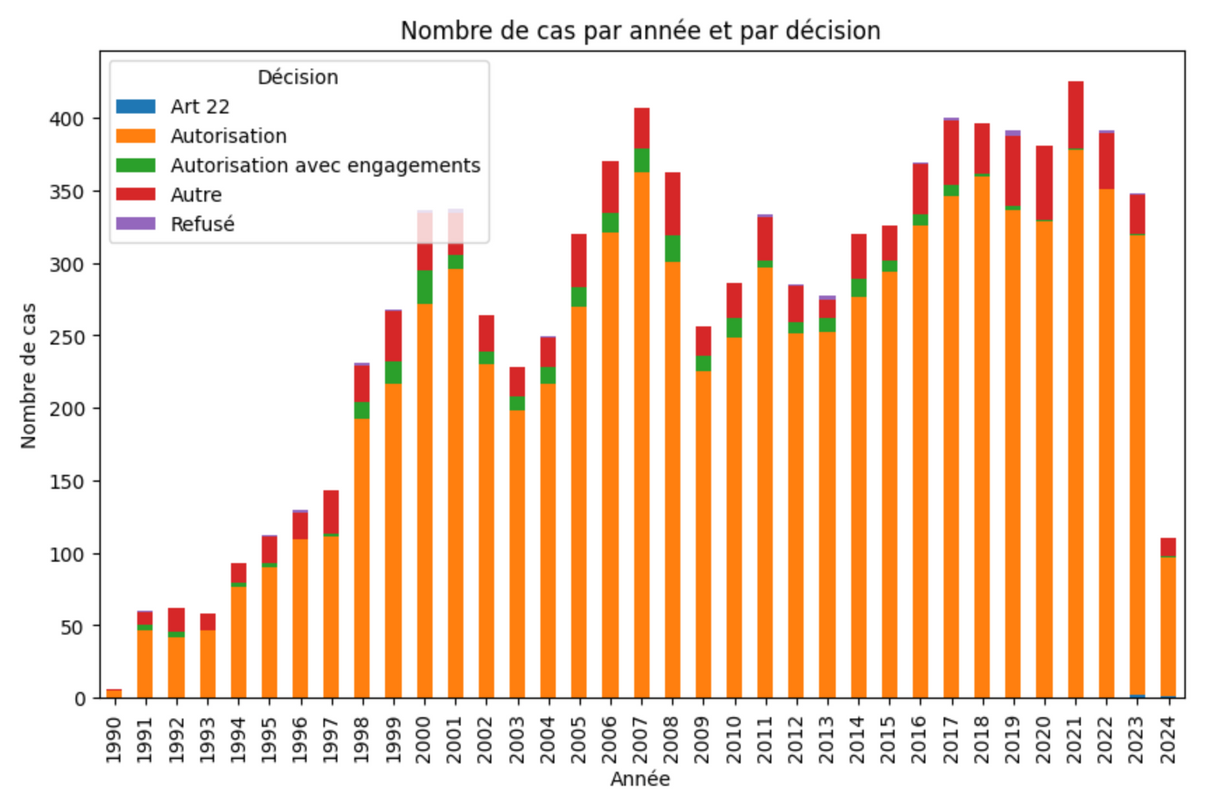 Nombre de cas par année et par décision
Décision
Art 22
Autorisation
Autorisation avec engagements
Autre
Refusé
Nombre de cas
400
350
300
250
200
150
100
50
0
1990 1991 1992 1993 1994 1995 1996 1997 1998 1999 2000 2001 2002 2003 2004 2005 2006 2007 2008 2009 2010 2011 2012 2013 2014 2015 2016 2017 2018 2019 2020 2021 2022 2023 2024
Année